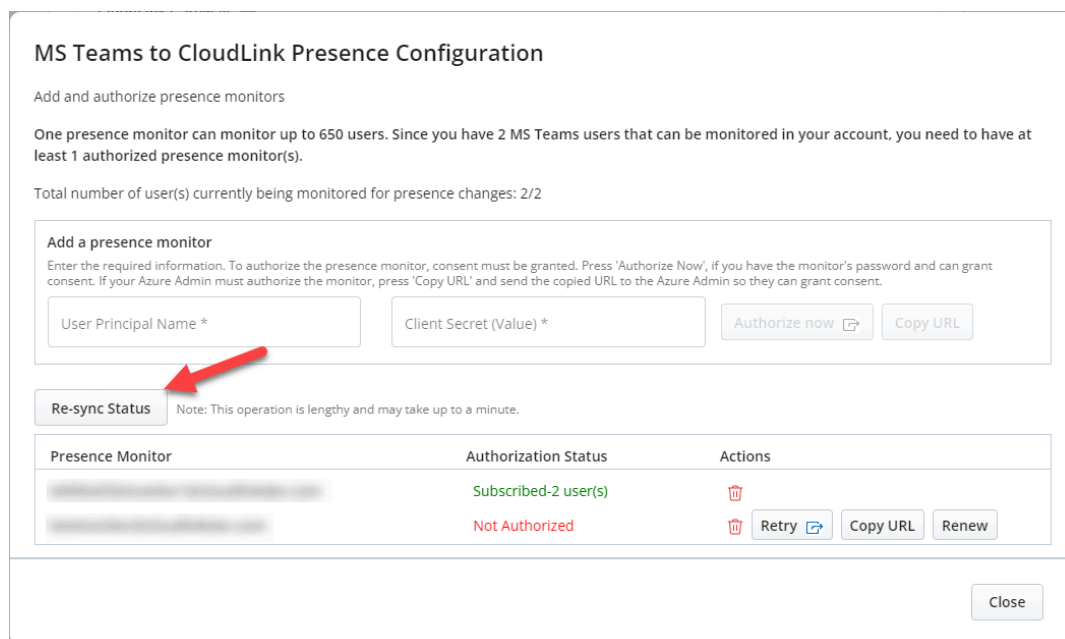 MS Teams to CloudLink Presence Configuration
Add and authorize presence monitors
One presence monitor can monitor up to 650 users. Since you have 2 MS Teams users that can be monitored in your account, you need to have at
least 1 authorized presence monitor(s).
Total number of user(s) currently being monitored for presence changes: 2/2
Add a presence monitor
Enter the required information. To authorize the presence monitor, consent must be granted. Press 'Authorize Now', if you have the monitor's password and can grant
consent. If your Azure Admin must authorize the monitor, press 'Copy URL' and send the copied URL to the Azure Admin so they can grant consent.
User Principal Name * Client Secret (Value) * Authorize now Copy URL
Re-sync Status Note: This operation is lengthy and may take up to a minute.
Presence Monitor Authorization Status Actions
Subscribed-2 user(s)
Not Authorized Retry Copy URL Renew
Close